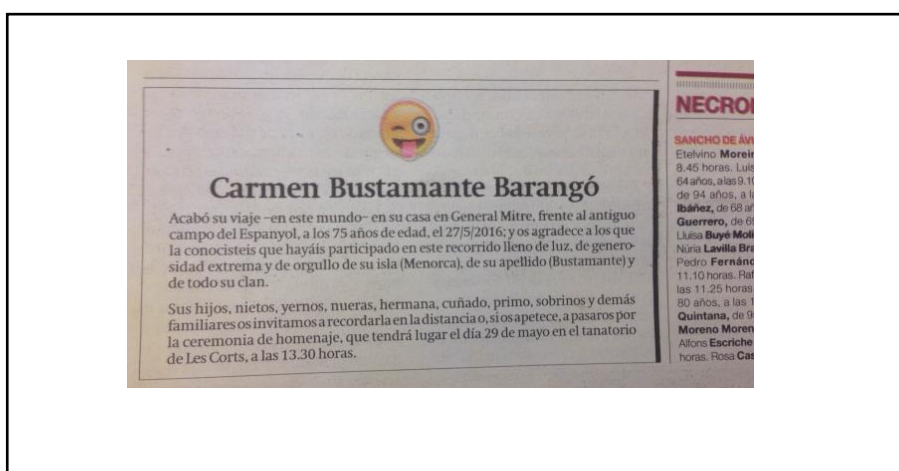 Carmen Bustamante Barangó
Acabó su viaje –en este mundo– en su casa en General Mitre, frente al antiguo
campo del Espanyol, a los 75 años de edad, el 27/5/2016; y os agradece a los que
la conocisteis que hayáis participado en este recorrido lleno de luz, de genero-
sidad extrema y de orgullo de su isla (Menorca), de su apellido (Bustamante) y
de todo su clan.
Sus hijos, nietos, yernos, nueras, hermana, cuñado, primo, sobrinos y demás
familiares os invitamos a recordarla en la distancia o, si os apetece, a pasaros por
la ceremonia de homenaje, que tendrá lugar el día 29 de mayo en el tanatorio
de Les Corts, a las 13.30 horas.
NECRO
SANCHO DE ÁV
Etelvino Morei
8.45 horas. Luis
64 años, a las 9.1
de 94 años, a l
Ibáñez, de 68 a
Guerrero, de 6
Lluisa Buyé Moli
Núria Lavilla Bra
Pedro Fernánd
11.10 horas. Raf
las 11.25 horas
80 años, a las 1
Quintana, de 9
Moreno Moren
Alfons Escriche
horas. Rosa Cas